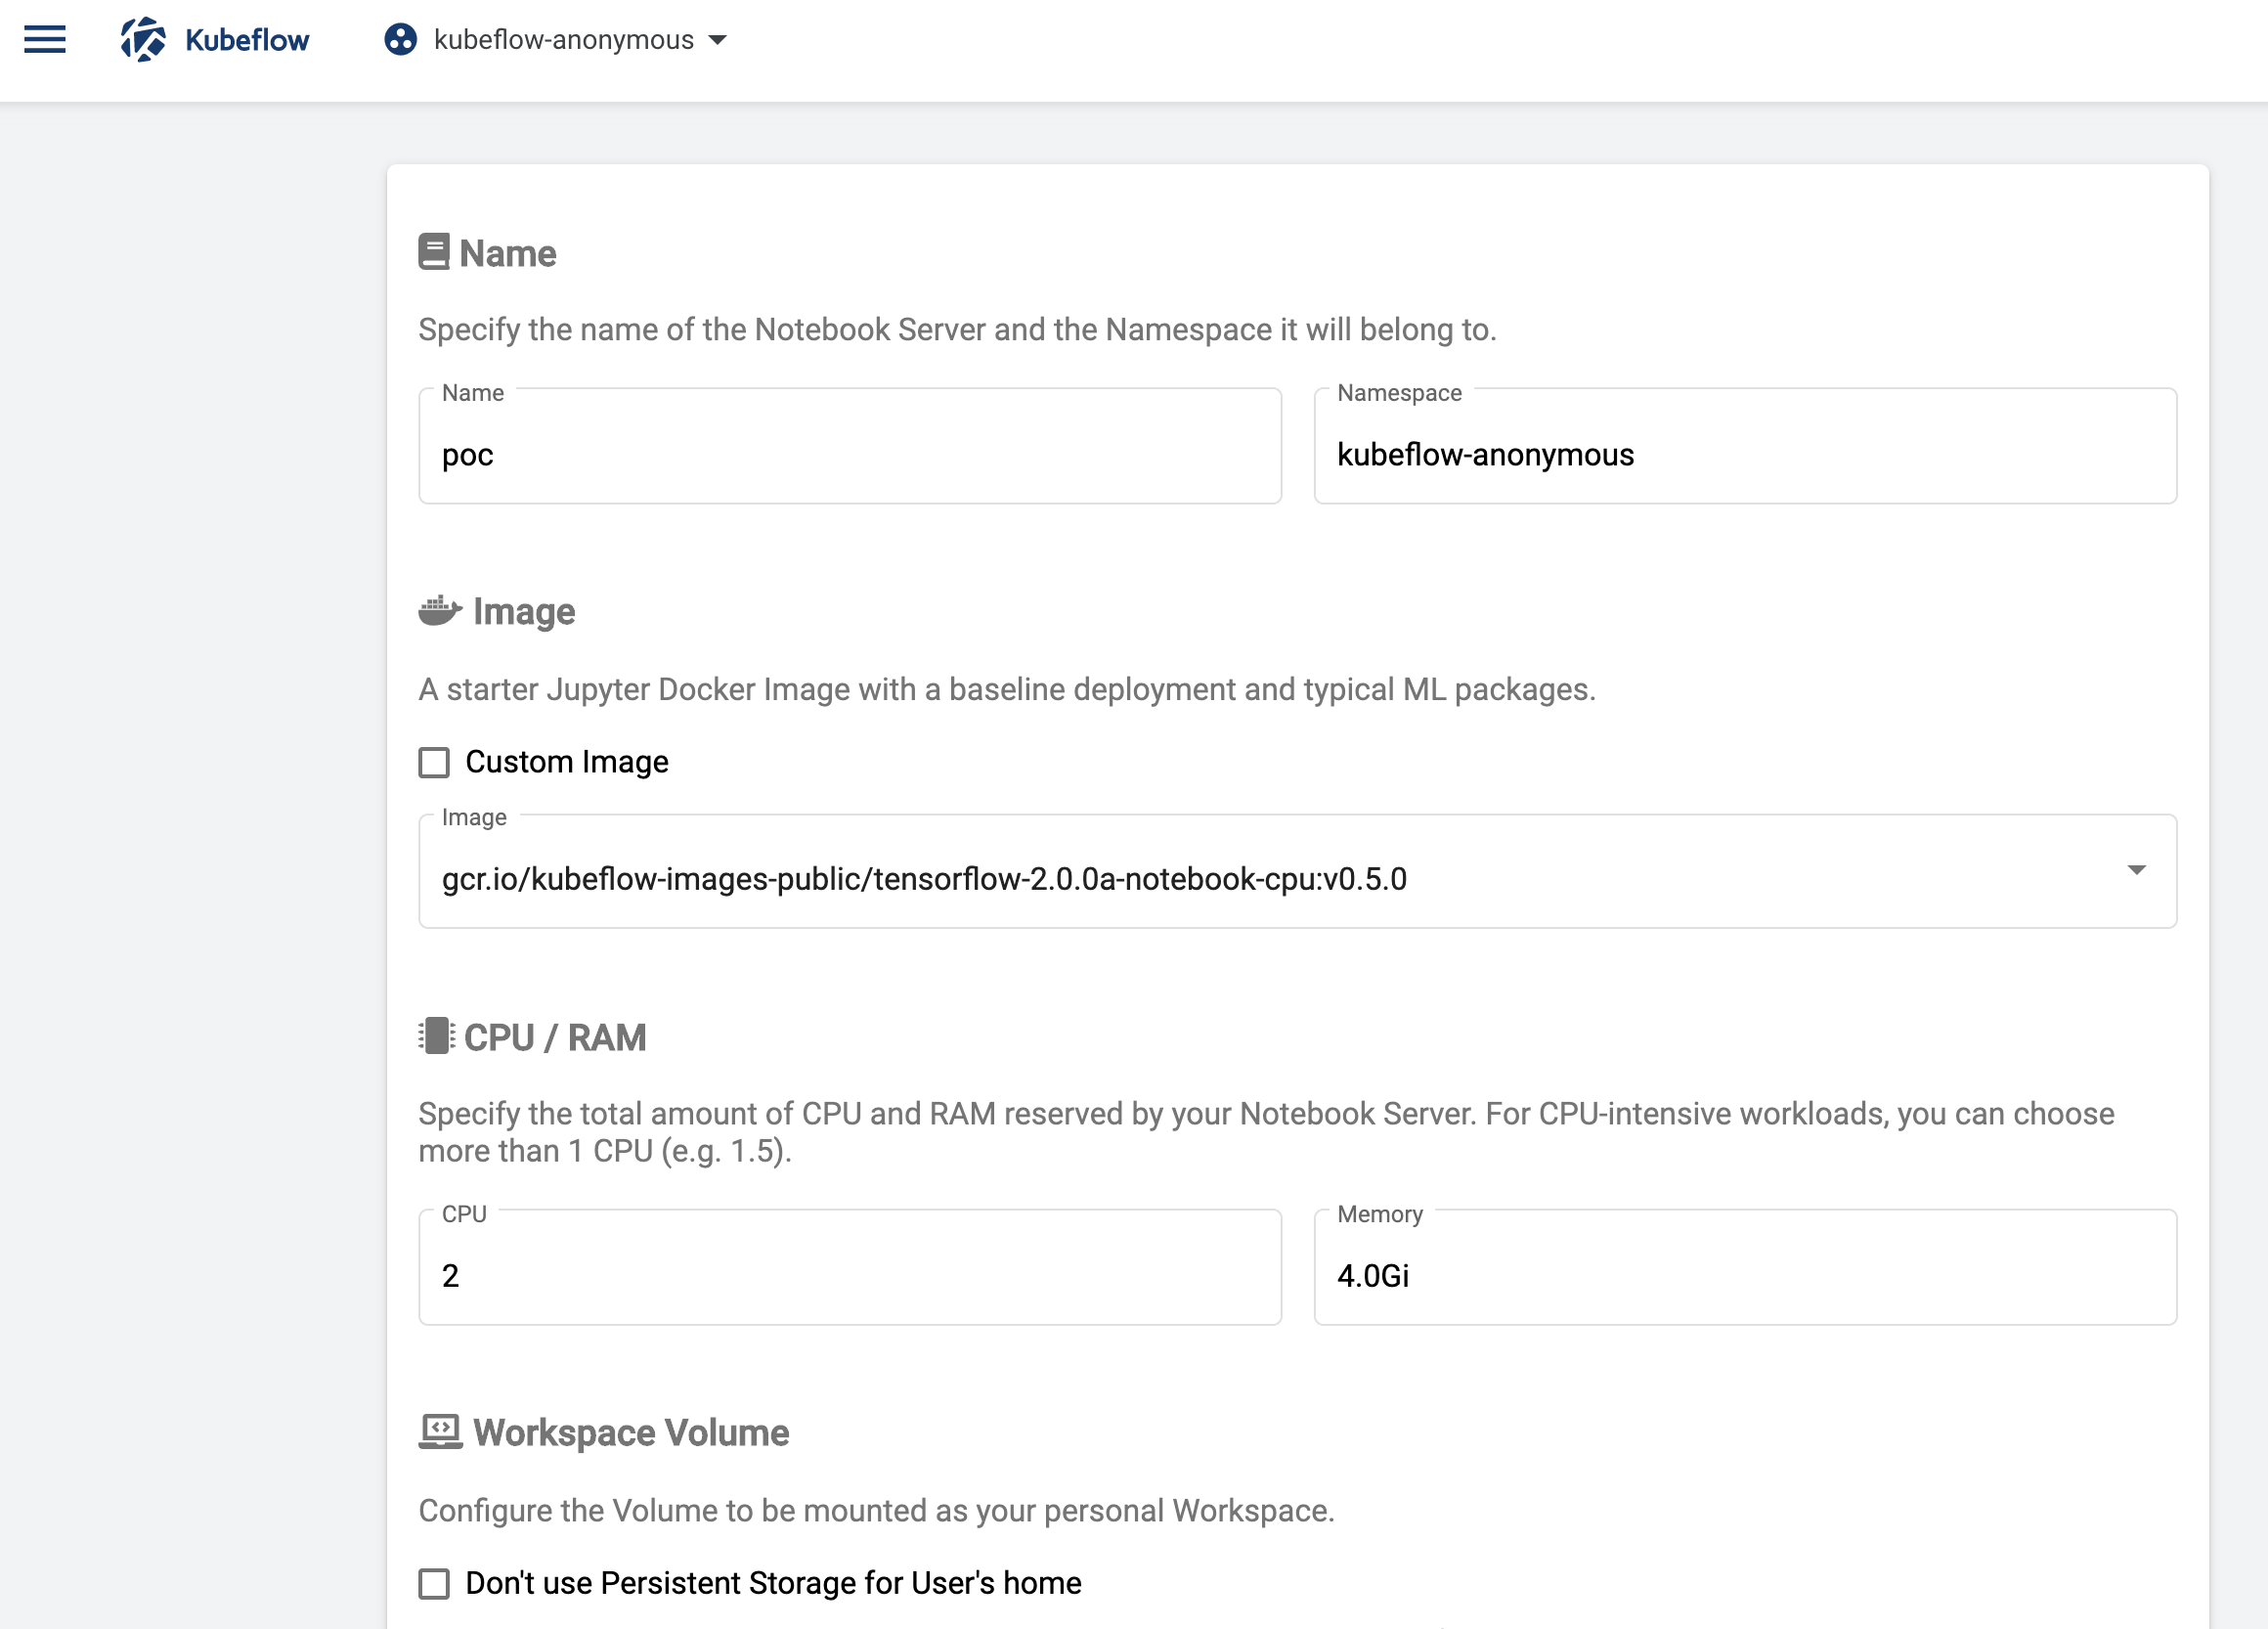 Kubeflow
kubeflow-anonymous
Name
Specify the name of the Notebook Server and the Namespace it will belong to.
Name
poc
Namespace
kubeflow-anonymous
Image
A starter Jupyter Docker Image with a baseline deployment and typical ML packages.
Custom Image
Image
gcr.io/kubeflow-images-public/tensorflow-2.0.0a-notebook-cpu:v0.5.0
CPU / RAM
Specify the total amount of CPU and RAM reserved by your Notebook Server. For CPU-intensive workloads, you can choose
more than 1 CPU (e.g. 1.5).
CPU
2
Memory
4.0Gi
Workspace Volume
Configure the Volume to be mounted as your personal Workspace.
Don't use Persistent Storage for User's home